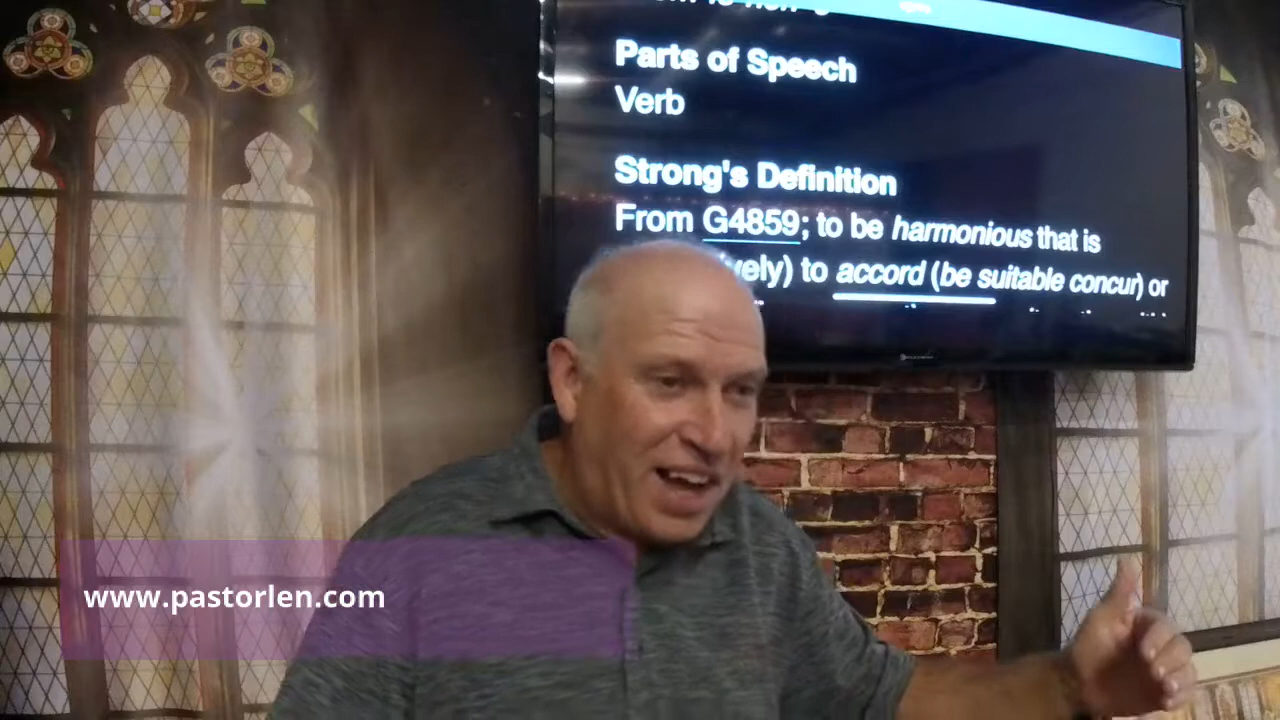 Parts of Speech
Verb
Strong's Definition
From G4859; to be harmonious that is
to accord (be suitable concur) or
www.pastorlen.com